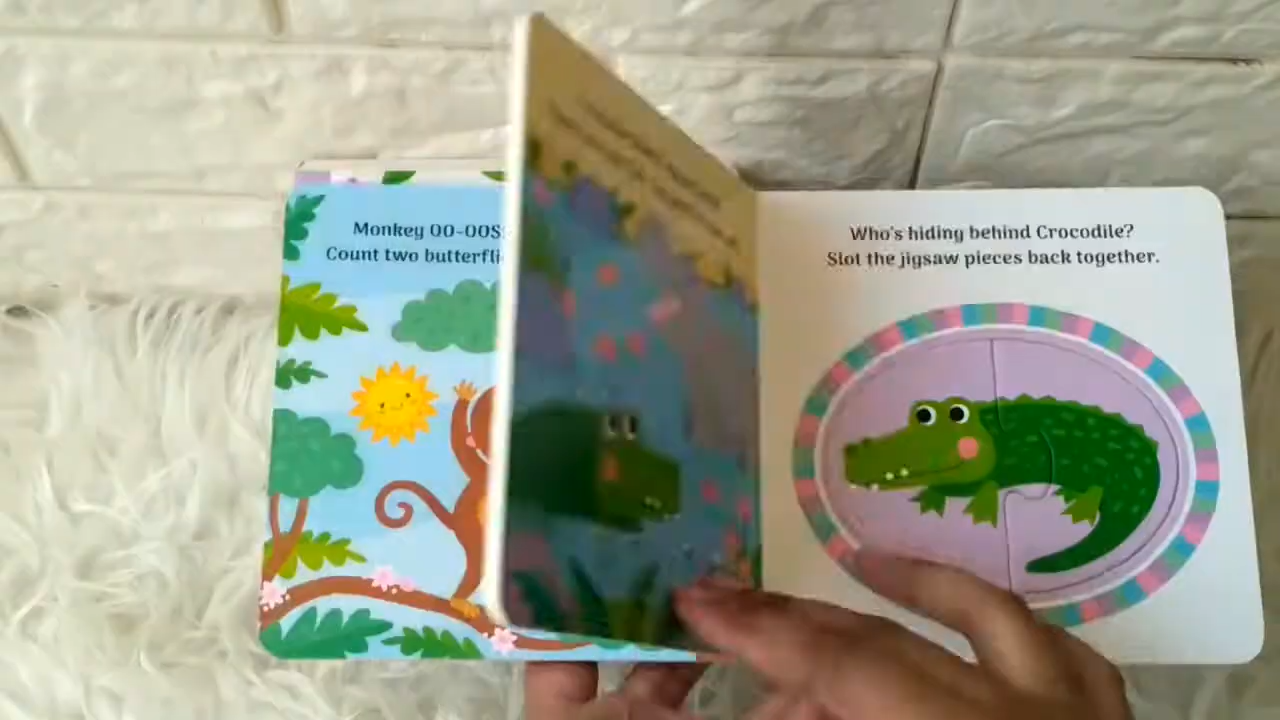 Monkey OO-OOS
Count two butterfli
Who's hiding behind Crocodile?
Slot the jigsaw pieces back together.